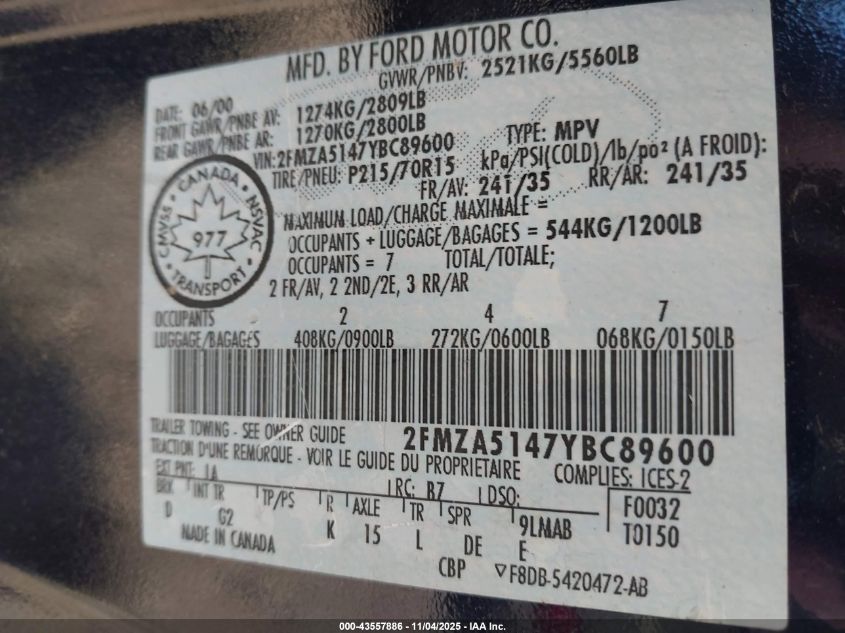 MFD. BY FORD MOTOR CO.
DATE: 06/00 GVWR/PNBV: 2521KG/5560LB
FRONT GAWR/PNBE AV: 1274KG/2809LB
REAR GAWR/PNBE AR: 1270KG/2800LB
VIN: 2FMZA5147YBC89600 TYPE: MPV
TIRE/PNEU: P215/70R15 kPa/PSI(COLD)/lb/po² (A FROID):
FR/AV: 241/35 RR/AR: 241/35
CANADA
CMVSS NSVAC
977
TRANSPORT
MAXIMUM LOAD/CHARGE MAXIMALE =
OCCUPANTS + LUGGAGE/BAGAGES = 544KG/1200LB
OCCUPANTS = 7 TOTAL/TOTALE;
2 FR/AV, 2 2ND/2E, 3 RR/AR
OCCUPANTS 2 4 7
LUGGAGE/BAGAGES 408KG/0900LB 272KG/0600LB 068KG/0150LB
TRAILER TOWING - SEE OWNER GUIDE 2FMZA5147YBC89600
TRACTION D'UNE REMORQUE - VOIR LE GUIDE DU PROPRIETAIRE COMPLIES: ICES-2
EXT PNT: LA RC: B7 DSO: F0032
BRK INT TR TP/PS R AXLE TR SPR 9LMAB T0150
D G2 K 15 L DE E
MADE IN CANADA CBP ▽F8DB-5420472-AB
000-43557886 - 11/04/2025 - IAA Inc.